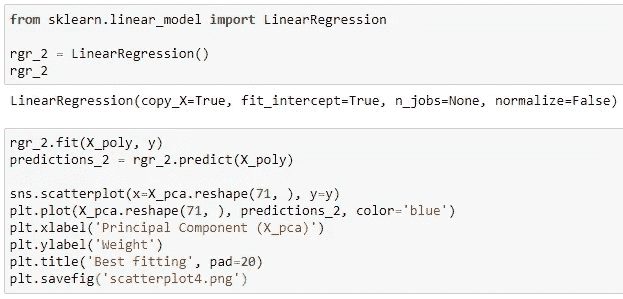 from sklearn.linear_model import LinearRegression
rgr_2 = LinearRegression()
rgr_2
LinearRegression(copy_X=True, fit_intercept=True, n_jobs=None, normalize=False)
rgr_2.fit(X_poly, y)
predictions_2 = rgr_2.predict(X_poly)
sns.scatterplot(x=X_pca.reshape(71, ), y=y)
plt.plot(X_pca.reshape(71, ), predictions_2, color='blue')
plt.xlabel('Principal Component (X_pca)')
plt.ylabel('Weight')
plt.title('Best fitting', pad=20)
plt.savefig('scatterplot4.png')